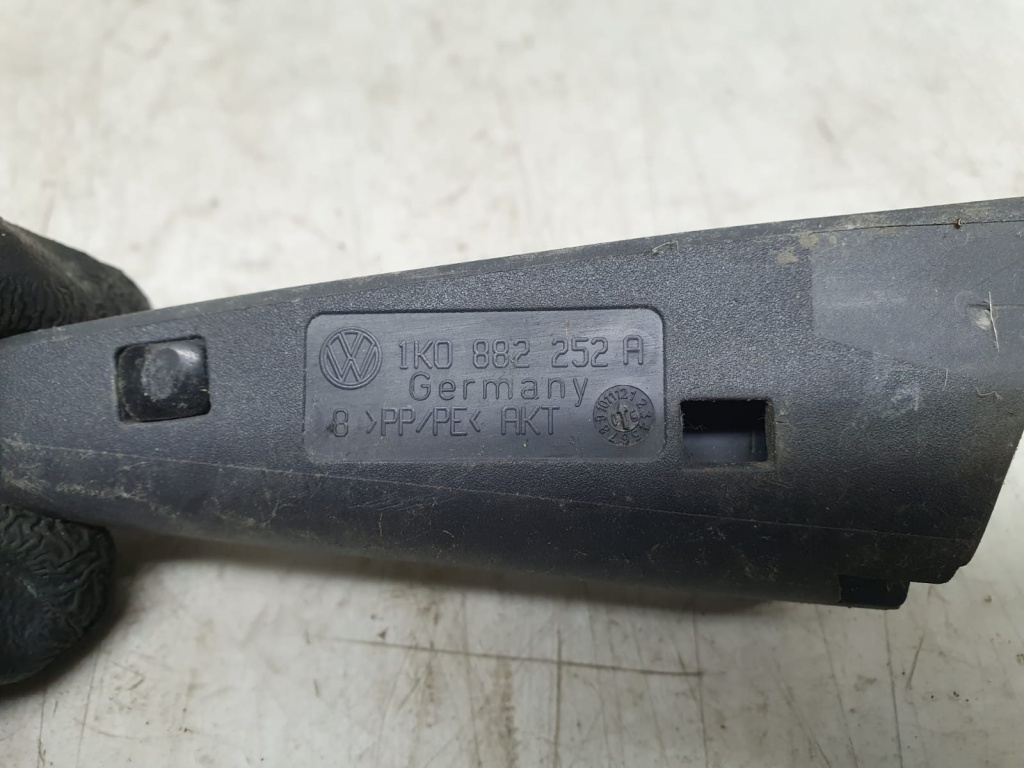 1K0 882 252 A
Germany
8 >PP/PE< AKT